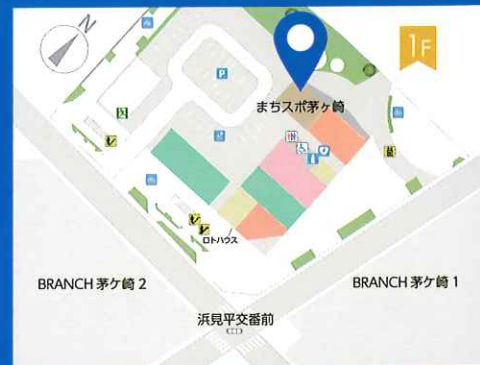 N
1F
P
まちスポ茅ヶ崎
ロトハウス
BRANCH 茅ケ崎 2
BRANCH 茅ケ崎 1
浜見平交番前